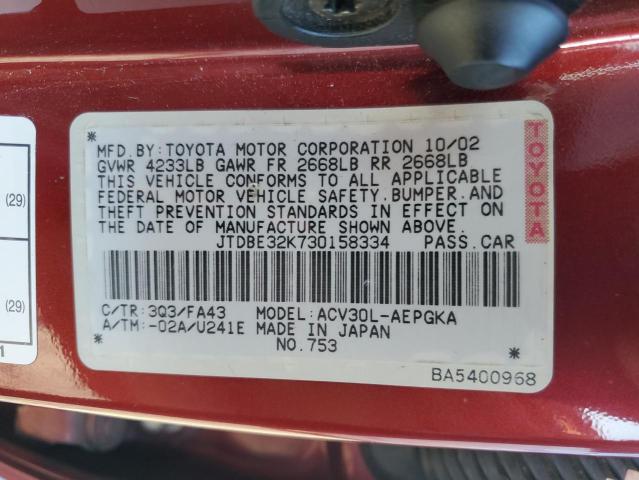 MFD.BY:TOYOTA MOTOR CORPORATION 10/02
GVWR 4233LB GAWR FR 2668LB RR 2668LB
THIS VEHICLE CONFORMS TO ALL APPLICABLE
FEDERAL MOTOR VEHICLE SAFETY,BUMPER,AND
THEFT PREVENTION STANDARDS IN EFFECT ON
THE DATE OF MANUFACTURE SHOWN ABOVE.
JTDBE32K730158334 PASS.CAR
C/TR:3Q3/FA43 MODEL:ACV30L-AEPGKA
A/TM:-02A/U241E MADE IN JAPAN
NO.753
BA5400968
TOYOTA
(29)
(29)
1